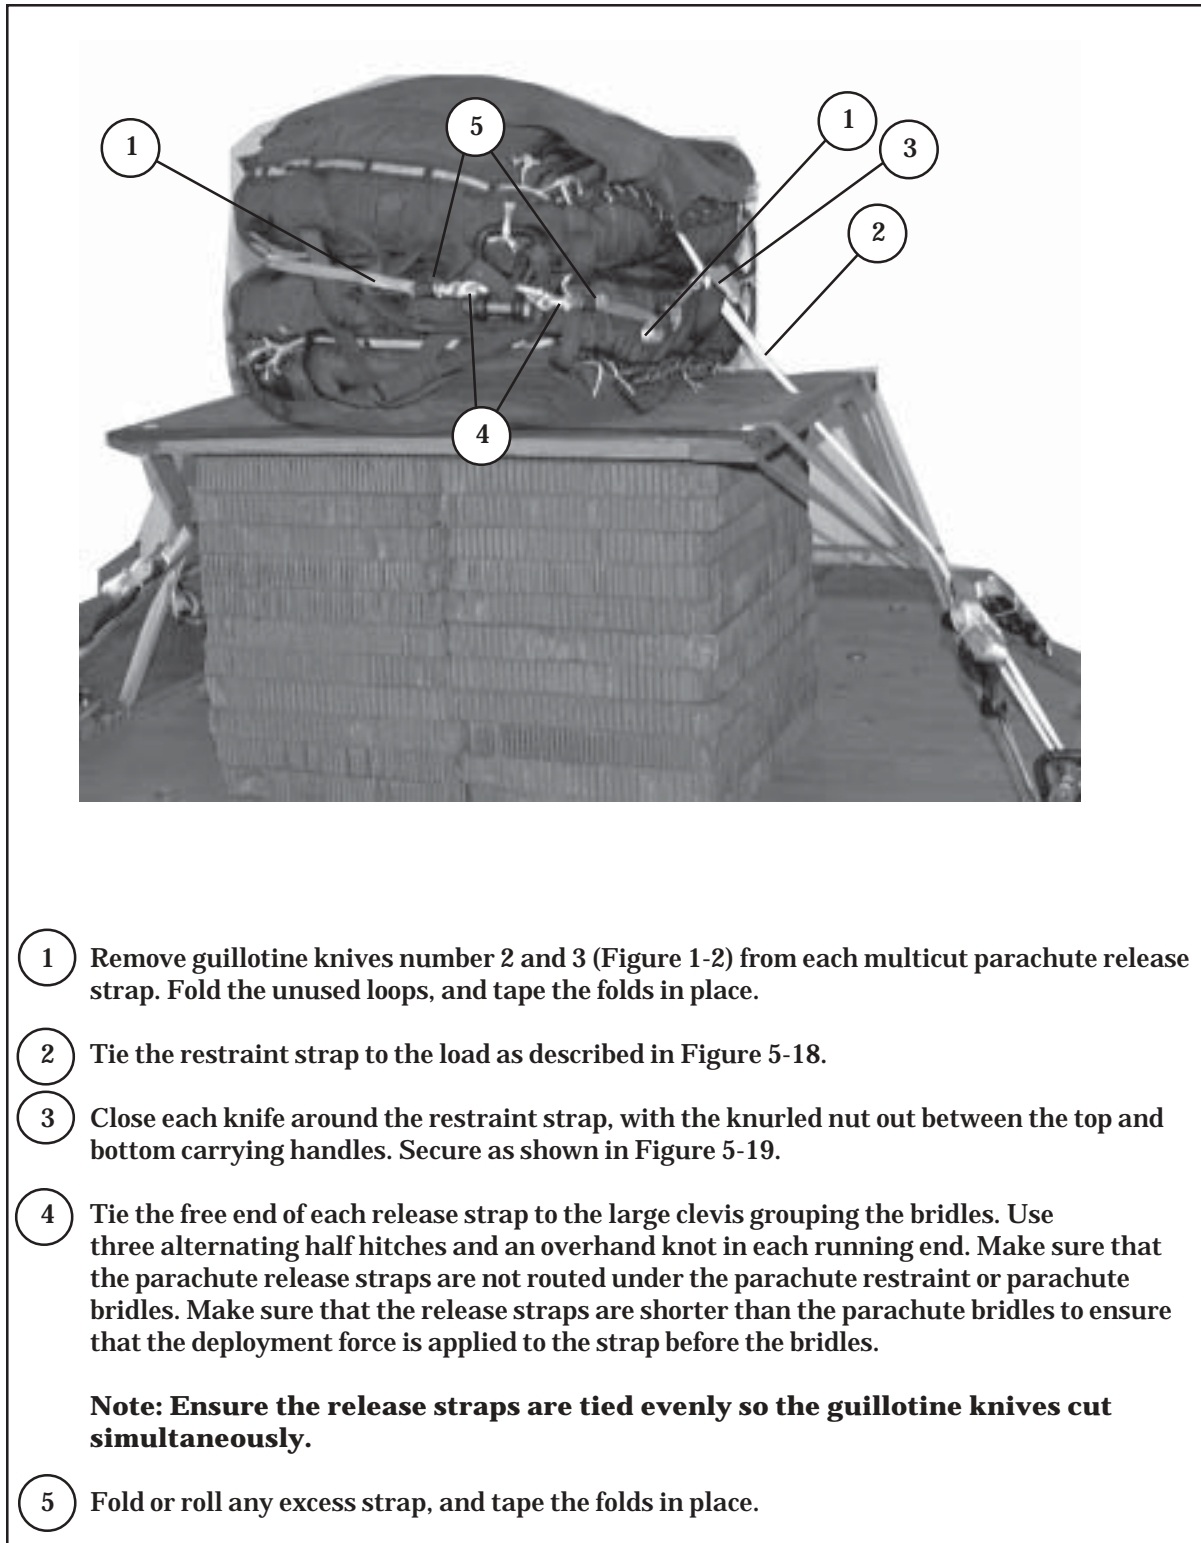 1
5
1
3
2
4
1 Remove guillotine knives number 2 and 3 (Figure 1-2) from each multicut parachute release
strap. Fold the unused loops, and tape the folds in place.
2 Tie the restraint strap to the load as described in Figure 5-18.
3 Close each knife around the restraint strap, with the knurled nut out between the top and
bottom carrying handles. Secure as shown in Figure 5-19.
4 Tie the free end of each release strap to the large clevis grouping the bridles. Use
three alternating half hitches and an overhand knot in each running end. Make sure that
the parachute release straps are not routed under the parachute restraint or parachute
bridles. Make sure that the release straps are shorter than the parachute bridles to ensure
that the deployment force is applied to the strap before the bridles.
Note: Ensure the release straps are tied evenly so the guillotine knives cut
simultaneously.
5 Fold or roll any excess strap, and tape the folds in place.